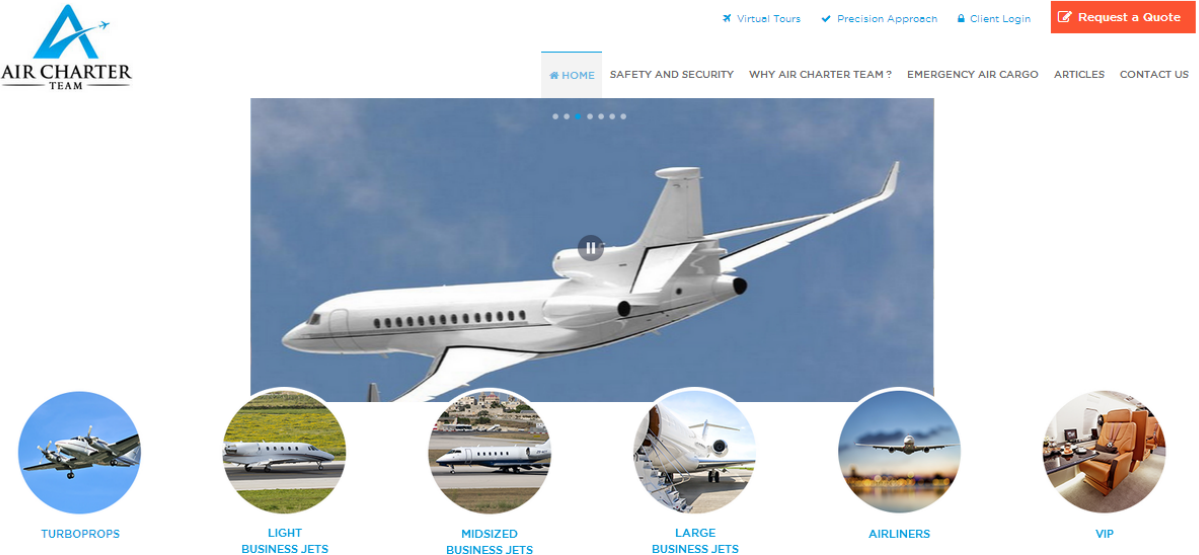 Virtual Tours
Precision Approach
Client Login
Request a Quote
AIR CHARTER
TEAM
HOME
SAFETY AND SECURITY
WHY AIR CHARTER TEAM ?
EMERGENCY AIR CARGO
ARTICLES
CONTACT US
TURBOPROPS
LIGHT
BUSINESS JETS
MIDSIZED
BUSINESS JETS
LARGE
BUSINESS JETS
AIRLINERS
VIP